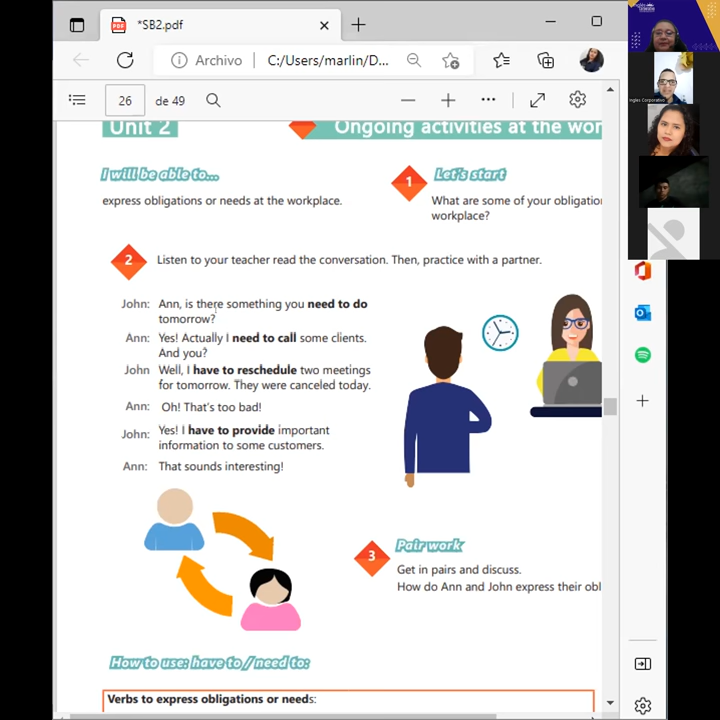 *SB2.pdf
Archivo
C:/Users/marlin/D...
26
de 49
Unit 2
Ongoing activities at the wor
I will be able to...
express obligations or needs at the workplace.
1
Let's start
What are some of your obligation
workplace?
2
Listen to your teacher read the conversation. Then, practice with a partner.
John: Ann, is there something you need to do
tomorrow?
Ann: Yes! Actually I need to call some clients.
And you?
John Well, I have to reschedule two meetings
for tomorrow. They were canceled today.
Ann: Oh! That's too bad!
John: Yes! I have to provide important
information to some customers.
Ann: That sounds interesting!
3
Pair work
Get in pairs and discuss.
How do Ann and John express their obl
How to use: have to / need to:
Verbs to express obligations or needs:
Ingles Corporativo